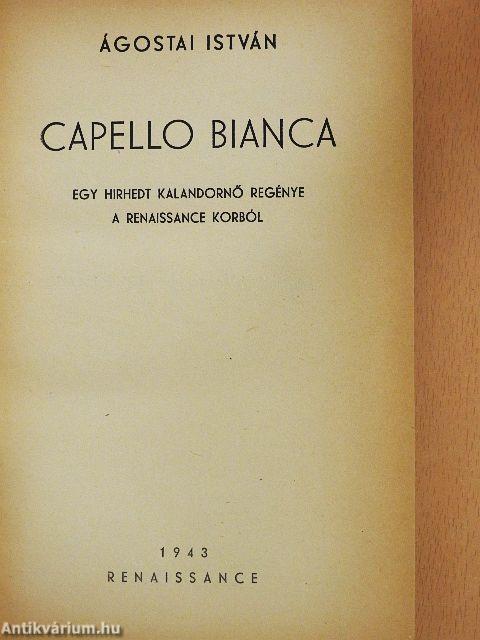 ÁGOSTAI ISTVÁN
CAPELLO BIANCA
EGY HIRHEDT KALANDORNŐ REGÉNYE
A RENAISSANCE KORBÓL
1943
RENAISSANCE
Antikvárium.hu